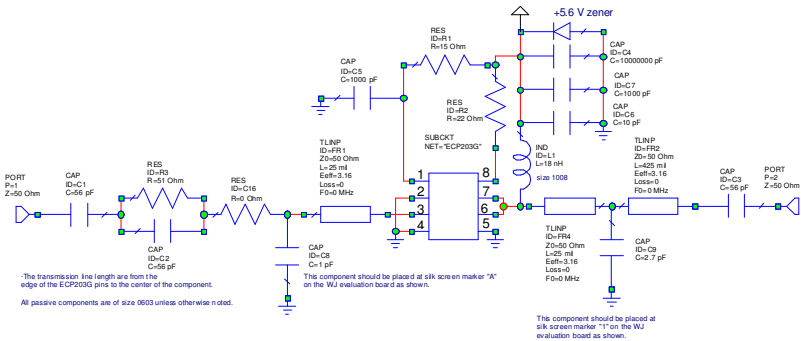 +5.6 V zener
CAP
ID=C4
C=10000000 pF
RES
ID=R1
R=15 Ohm
CAP
ID=C5
C=1000 pF
CAP
ID=C7
C=1000 pF
RES
ID=R2
R=22 Ohm
CAP
ID=C6
C=10 pF
SUBCKT
NET="ECP203G"
TLINP
ID=FR1
Z0=50 Ohm
L=25 mil
Eeff=3.16
Loss=0
F0=0 MHz
IND
ID=L1
L=18 nH
size 1008
TLINP
ID=FR2
Z0=50 Ohm
L=425 mil
Eeff=3.16
Loss=0
F0=0 MHz
PORT
P=1
Z=50 Ohm
CAP
ID=C1
C=56 pF
RES
ID=R3
R=51 Ohm
RES
ID=C16
R=0 Ohm
1
2
3
4
8
7
6
5
CAP
ID=C3
C=56 pF
PORT
P=2
Z=50 Ohm
CAP
ID=C2
C=56 pF
CAP
ID=C8
C=1 pF
TLINP
ID=FR4
Z0=50 Ohm
L=25 mil
Eeff=3.16
Loss=0
F0=0 MHz
CAP
ID=C9
C=2.7 pF
-The transmission line length are from the
edge of the ECP203G pins to the center of the component.
All passive components are of size 0603 unless otherwise noted.
This component should be placed at silk screen marker "A"
on the WJ evaluation board as shown.
This component should be placed at
silk screen marker "1" on the WJ
evaluation board as shown.